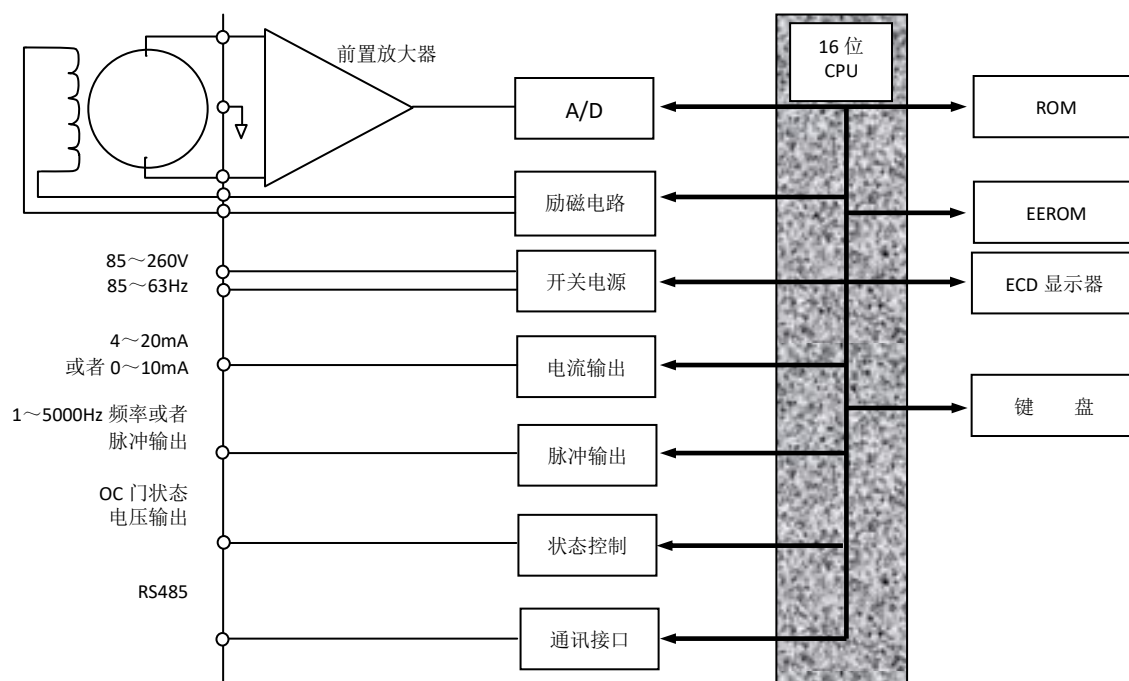 前置放大器
16 位
CPU
A/D
ROM
励磁电路
EEROM
85～260V
85～63Hz
开关电源
ECD 显示器
4～20mA
或者 0～10mA
电流输出
1～5000Hz 频率或者
脉冲输出
键 盘
脉冲输出
OC 门状态
电压输出
状态控制
RS485
通讯接口